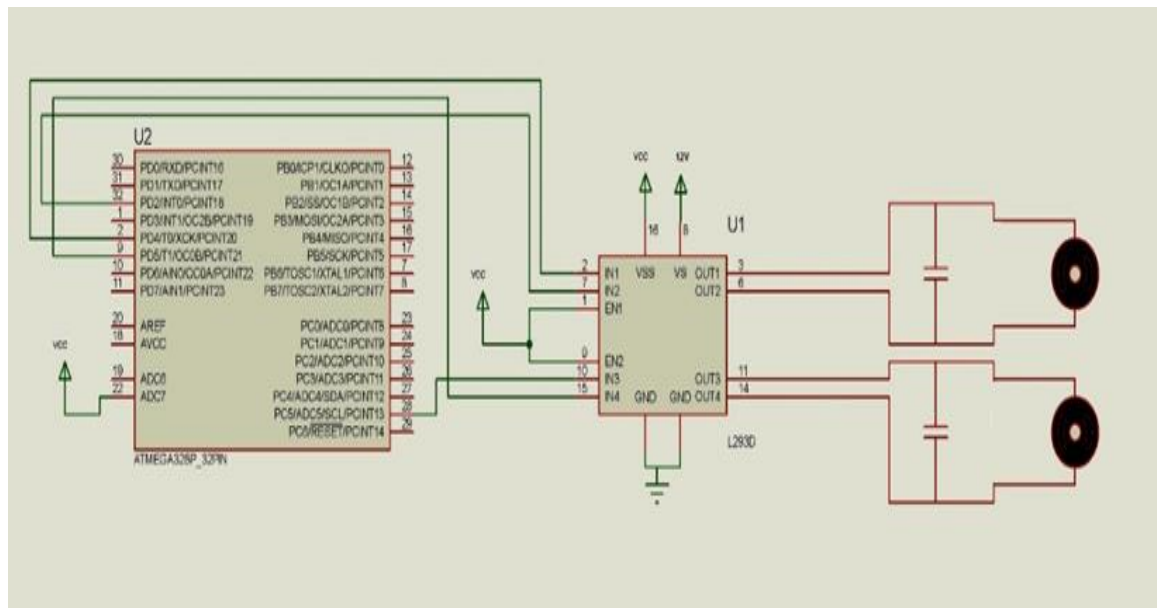 U2
30 PD0/RXD/PCINT16 PB0/ICP1/CLKO/PCINT0 12
31 PD1/TXD/PCINT17 PB1/OC1A/PCINT1 13
32 PD2/INT0/PCINT18 PB2/SS/OC1B/PCINT2 14
1 PD3/INT1/OC2B/PCINT19 PB3/MOSI/OC2A/PCINT3 15
2 PD4/T0/XCK/PCINT20 PB4/MISO/PCINT4 16
9 PD5/T1/OC0B/PCINT21 PB5/SCK/PCINT5 17
10 PD6/AIN0/OC0A/PCINT22 PB6/TOSC1/XTAL1/PCINT6 7
11 PD7/AIN1/PCINT23 PB7/TOSC2/XTAL2/PCINT7 8
20 AREF PC0/ADC0/PCINT8 23
18 AVCC PC1/ADC1/PCINT9 24
PC2/ADC2/PCINT10 25
19 ADC6 PC3/ADC3/PCINT11 26
22 ADC7 PC4/ADC4/SDA/PCINT12 27
PC5/ADC5/SCL/PCINT13 28
PC6/RESET/PCINT14 29
ATMEGA328P_32PIN
VCC
VCC
VCC 12V
16 8
U1
2 IN1 VSS VS OUT1 3
7 IN2 OUT2 6
1 EN1
9 EN2
10 IN3 OUT3 11
15 IN4 GND GND OUT4 14
L293D